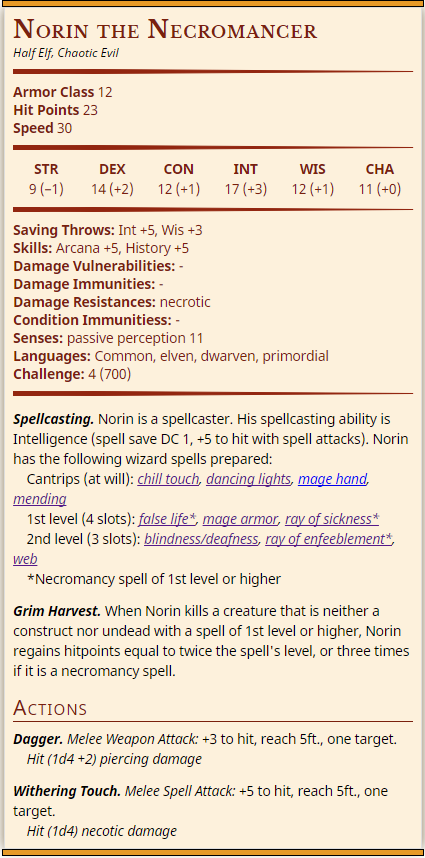 Norin the Necromancer
Half Elf, Chaotic Evil
Armor Class 12
Hit Points 23
Speed 30
STR DEX CON INT WIS CHA
9 (−1) 14 (+2) 12 (+1) 17 (+3) 12 (+1) 11 (+0)
Saving Throws: Int +5, Wis +3
Skills: Arcana +5, History +5
Damage Vulnerabilities: -
Damage Immunities: -
Damage Resistances: necrotic
Condition Immunitiess: -
Senses: passive perception 11
Languages: Common, elven, dwarven, primordial
Challenge: 4 (700)
Spellcasting. Norin is a spellcaster. His spellcasting ability is
Intelligence (spell save DC 1, +5 to hit with spell attacks). Norin
has the following wizard spells prepared:
Cantrips (at will): chill touch, dancing lights, mage hand,
mending
1st level (4 slots): false life*, mage armor, ray of sickness*
2nd level (3 slots): blindness/deafness, ray of enfeeblement*,
web
*Necromancy spell of 1st level or higher
Grim Harvest. When Norin kills a creature that is neither a
construct nor undead with a spell of 1st level or higher, Norin
regains hitpoints equal to twice the spell's level, or three times
if it is a necromancy spell.
Actions
Dagger. Melee Weapon Attack: +3 to hit, reach 5ft., one target.
Hit (1d4 +2) piercing damage
Withering Touch. Melee Spell Attack: +5 to hit, reach 5ft., one
target.
Hit (1d4) necotic damage